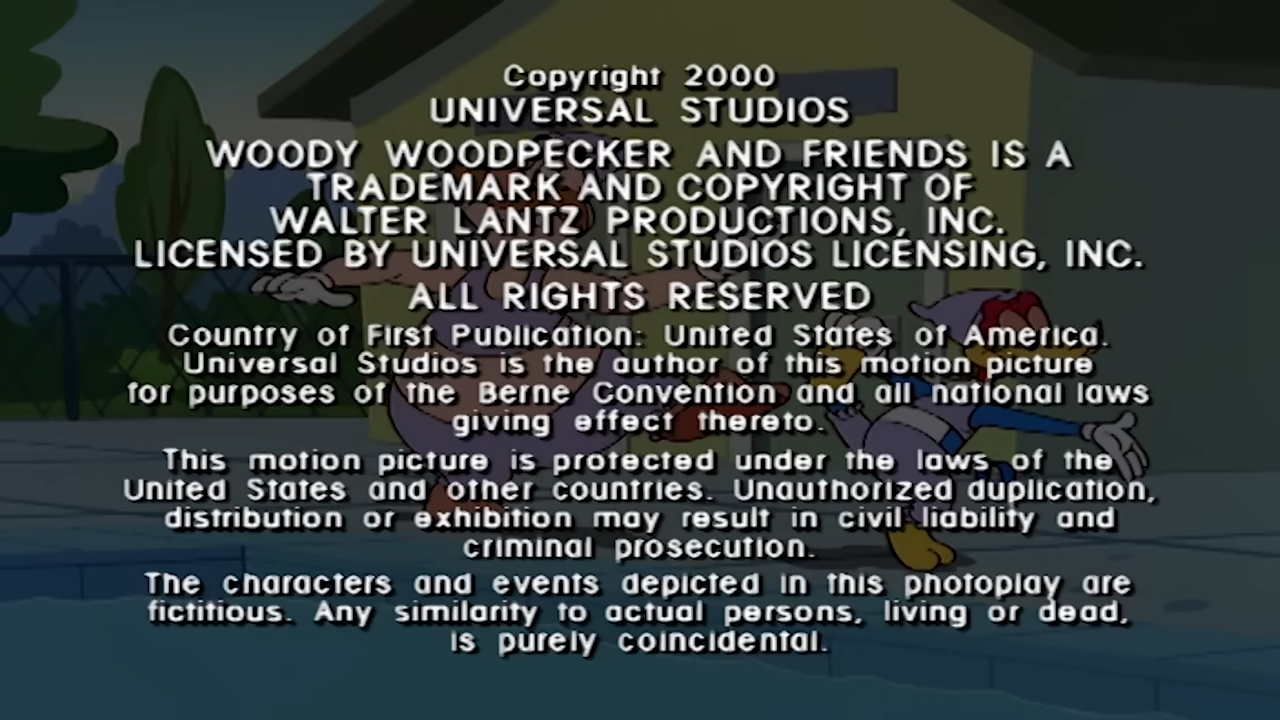 Copyright 2000
UNIVERSAL STUDIOS
WOODY WOODPECKER AND FRIENDS IS A
TRADEMARK AND COPYRIGHT OF
WALTER LANTZ PRODUCTIONS, INC.
LICENSED BY UNIVERSAL STUDIOS LICENSING, INC.
ALL RIGHTS RESERVED
Country of First Publication: United States of America.
Universal Studios is the author of this motion picture
for purposes of the Berne Convention and all national laws
giving effect thereto.
This motion picture is protected under the laws of the
United States and other countries. Unauthorized duplication,
distribution or exhibition may result in civil liability and
criminal prosecution.
The characters and events depicted in this photoplay are
fictitious. Any similarity to actual persons, living or dead,
is purely coincidental.